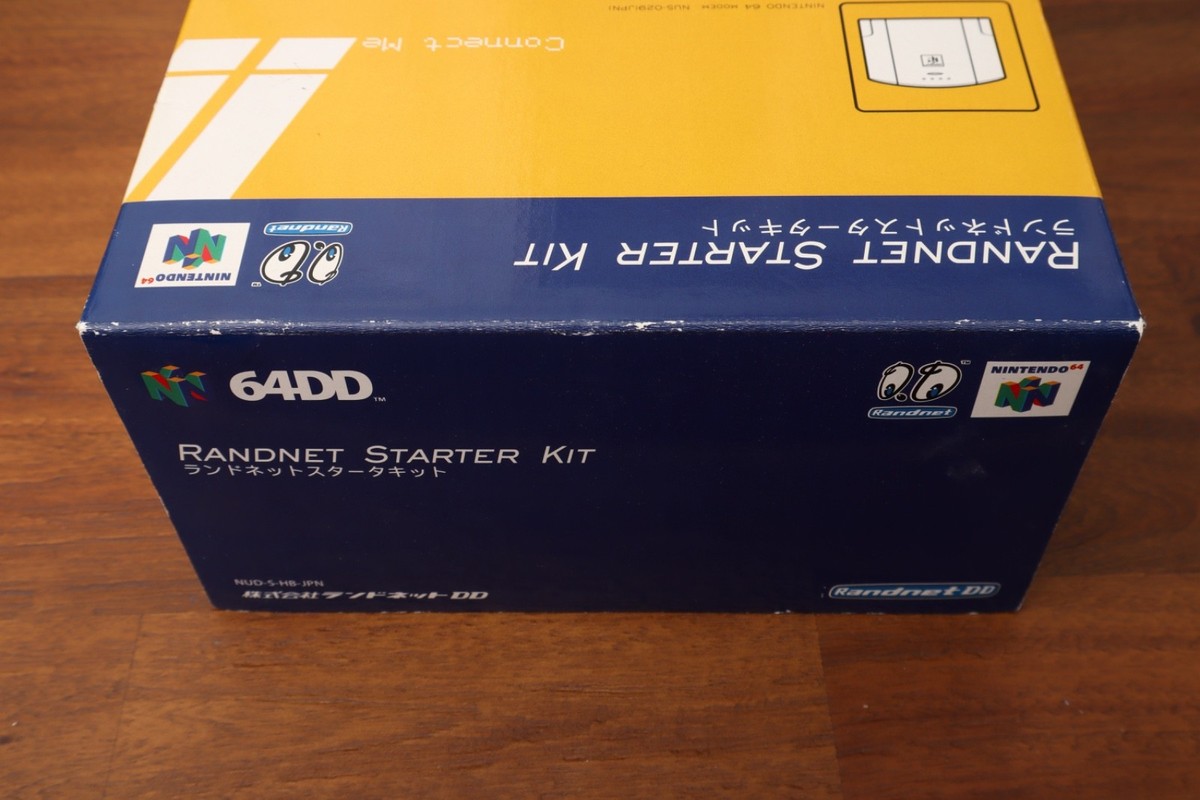 NINTENDO 64 MODEM NUS-029(JPN)
Connect Me
ランドネットスタータキット
RANDNET STARTER KIT
Randnet
NINTENDO 64
64DD™
Randnet
NINTENDO 64
RANDNET STARTER KIT
ランドネットスタータキット
NUD-S-HB-JPN
株式会社ランドネットDD
Randnet DD